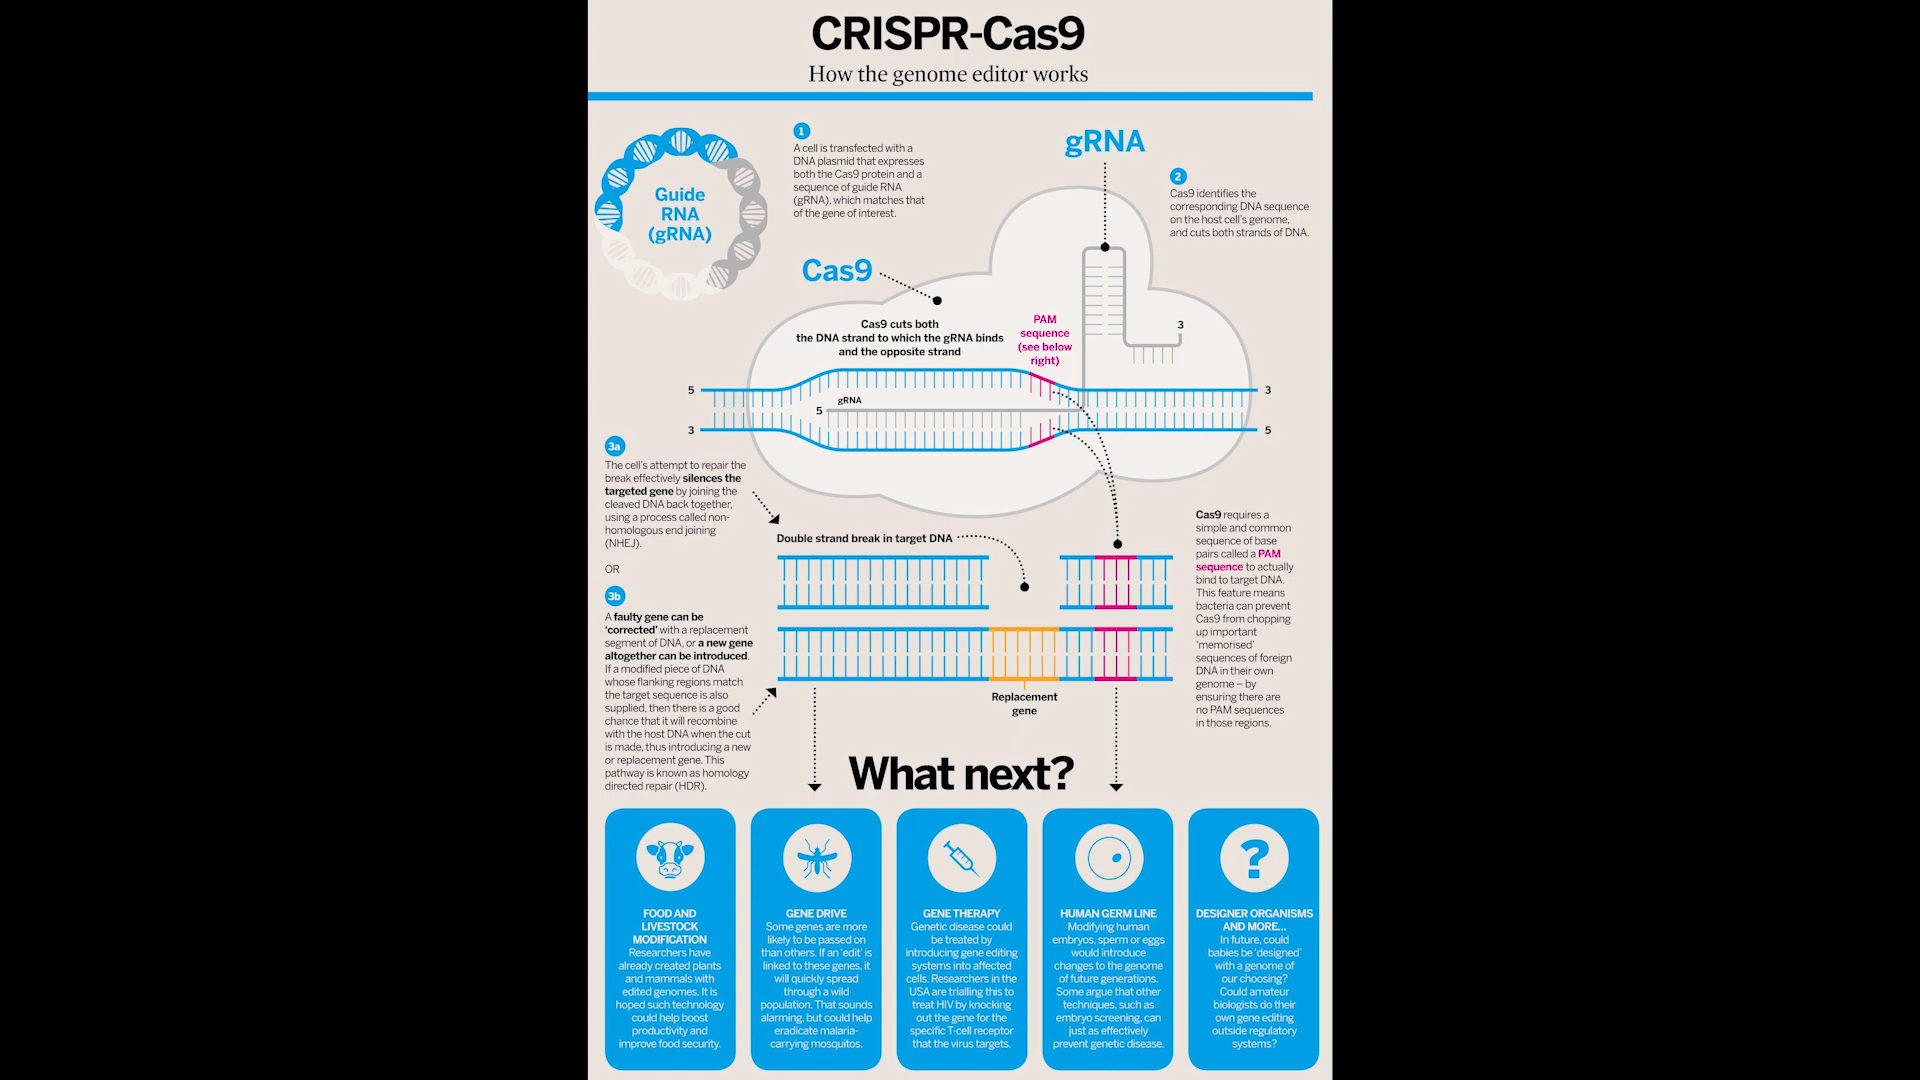 CRISPR-Cas9
How the genome editor works
Guide
RNA
(gRNA)
1
A cell is transfected with a
DNA plasmid that expresses
both the Cas9 protein and a
sequence of guide RNA
(gRNA), which matches that
of the gene of interest.
gRNA
2
Cas9 identifies the
corresponding DNA sequence
on the host cell's genome,
and cuts both strands of DNA.
Cas9
Cas9 cuts both
the DNA strand to which the gRNA binds
and the opposite strand
PAM
sequence
(see below
right)
3
5
3
gRNA
5
3
5
3a
The cell's attempt to repair the
break effectively silences the
targeted gene by joining the
cleaved DNA back together,
using a process called non-
homologous end joining
(NHEJ).
OR
3b
A faulty gene can be
'corrected' with a replacement
segment of DNA, or a new gene
altogether can be introduced.
If a modified piece of DNA
whose flanking regions match
the target sequence is also
supplied, then there is a good
chance that it will recombine
with the host DNA when the cut
is made, thus introducing a new
or replacement gene. This
pathway is known as homology
directed repair (HDR).
Double strand break in target DNA
Replacement
gene
Cas9 requires a
simple and common
sequence of base
pairs called a PAM
sequence to actually
bind to target DNA.
This feature means
bacteria can prevent
Cas9 from chopping
up important
'memorised'
sequences of foreign
DNA in their own
genome – by
ensuring there are
no PAM sequences
in those regions.
What next?
FOOD AND
LIVESTOCK
MODIFICATION
Researchers have
already created plants
and mammals with
edited genomes. It is
hoped such technology
could help boost
productivity and
improve food security.
GENE DRIVE
Some genes are more
likely to be passed on
than others. If an 'edit' is
linked to these genes, it
will quickly spread
through a wild
population. That sounds
alarming, but could help
eradicate malaria-
carrying mosquitos.
GENE THERAPY
Genetic disease could
be treated by
introducing gene editing
systems into affected
cells. Researchers in the
USA are trialling this to
treat HIV by knocking
out the gene for the
specific T-cell receptor
that the virus targets.
HUMAN GERM LINE
Modifying human
embryos, sperm or eggs
would introduce
changes to the genome
of future generations.
Some argue that other
techniques, such as
embryo screening, can
just as effectively
prevent genetic disease.
?
DESIGNER ORGANISMS
AND MORE...
In future, could
babies be 'designed'
with a genome of
our choosing?
Could amateur
biologists do their
own gene editing
outside regulatory
systems?